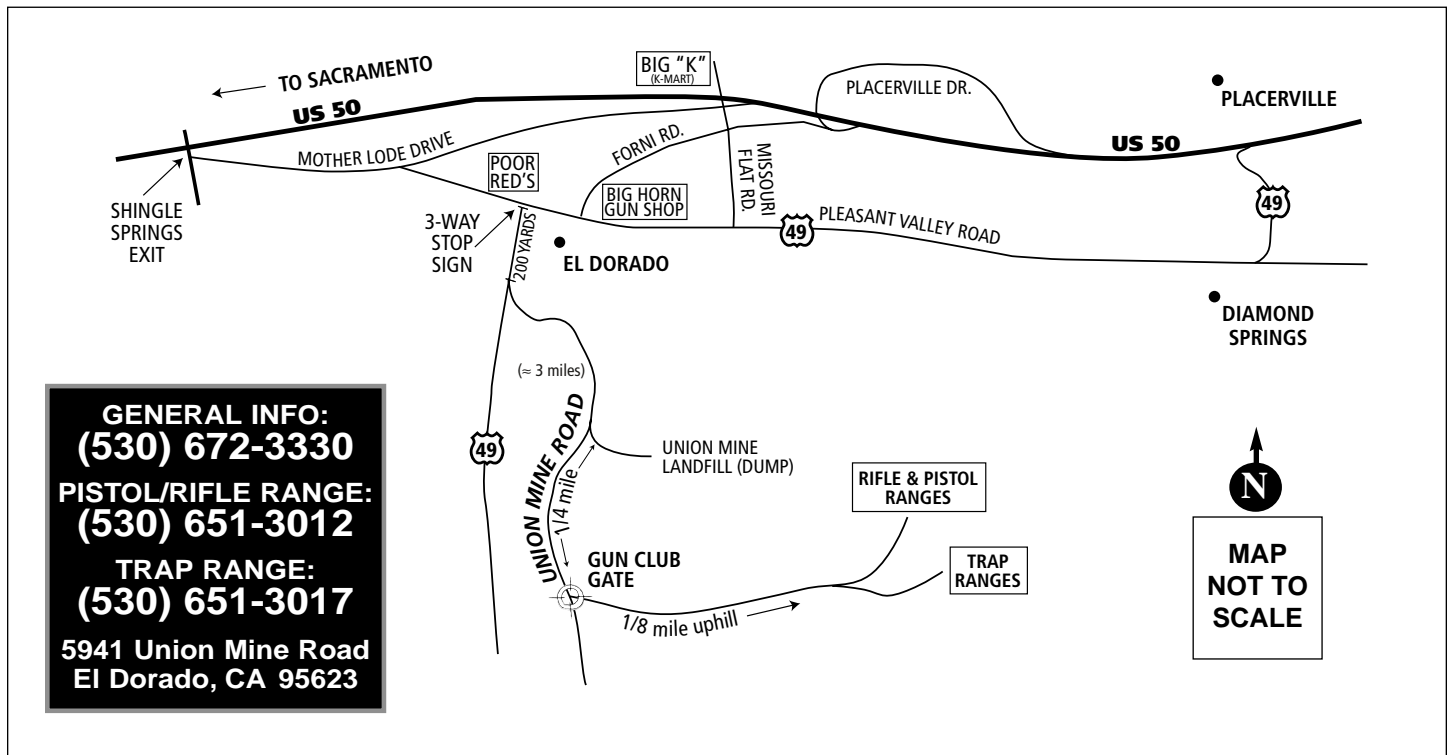 TO SACRAMENTO
US 50
BIG "K"
(K-MART)
PLACERVILLE DR.
PLACERVILLE
US 50
MOTHER LODE DRIVE
FORNI RD.
MISSOURI
FLAT RD.
SHINGLE
SPRINGS
EXIT
POOR
RED'S
BIG HORN
GUN SHOP
49
PLEASANT VALLEY ROAD
49
3-WAY
STOP
SIGN
200 YARDS
EL DORADO
DIAMOND
SPRINGS
(≈ 3 miles)
UNION MINE ROAD
49
1/4 mile
UNION MINE
LANDFILL (DUMP)
RIFLE & PISTOL
RANGES
TRAP
RANGES
GUN CLUB
GATE
1/8 mile uphill
N
MAP
NOT TO
SCALE
GENERAL INFO:
(530) 672-3330
PISTOL/RIFLE RANGE:
(530) 651-3012
TRAP RANGE:
(530) 651-3017
5941 Union Mine Road
El Dorado, CA 95623